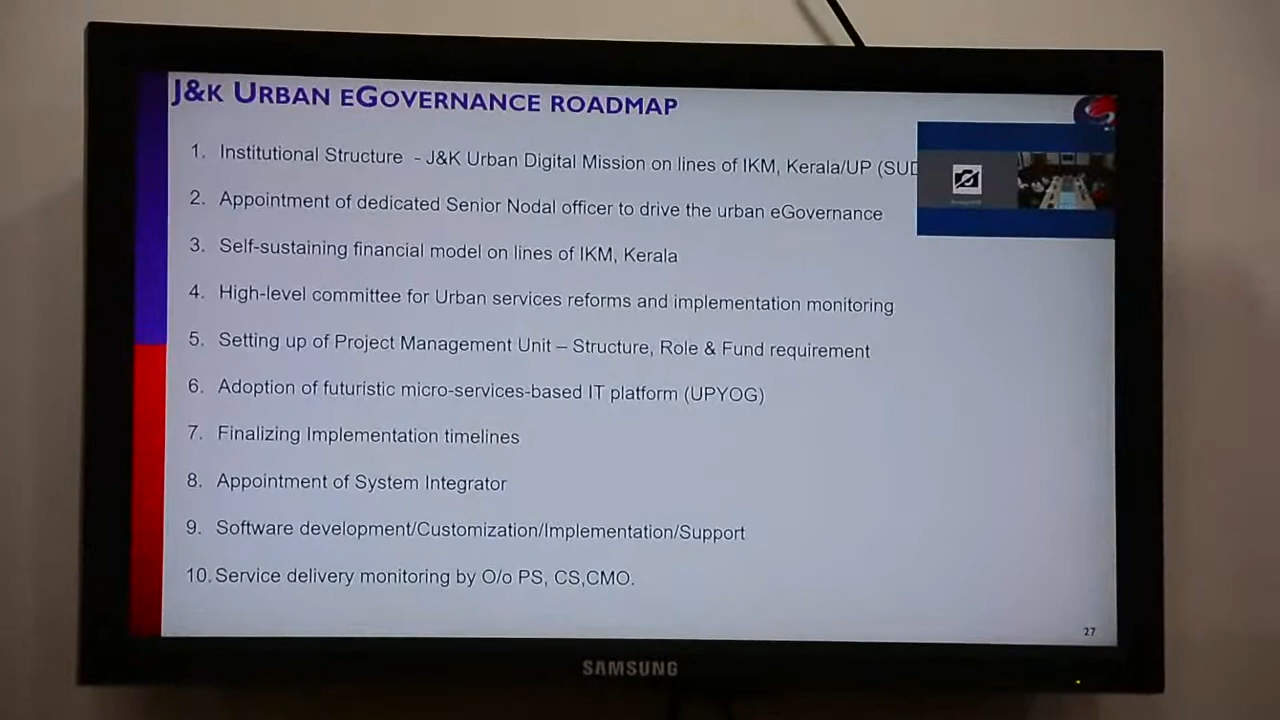 J&K URBAN EGOVERNANCE ROADMAP
1. Institutional Structure - J&K Urban Digital Mission on lines of IKM, Kerala/UP (SUD
2. Appointment of dedicated Senior Nodal officer to drive the urban eGovernance
3. Self-sustaining financial model on lines of IKM, Kerala
4. High-level committee for Urban services reforms and implementation monitoring
5. Setting up of Project Management Unit – Structure, Role & Fund requirement
6. Adoption of futuristic micro-services-based IT platform (UPYOG)
7. Finalizing Implementation timelines
8. Appointment of System Integrator
9. Software development/Customization/Implementation/Support
10. Service delivery monitoring by O/o PS, CS,CMO.
27
SAMSUNG